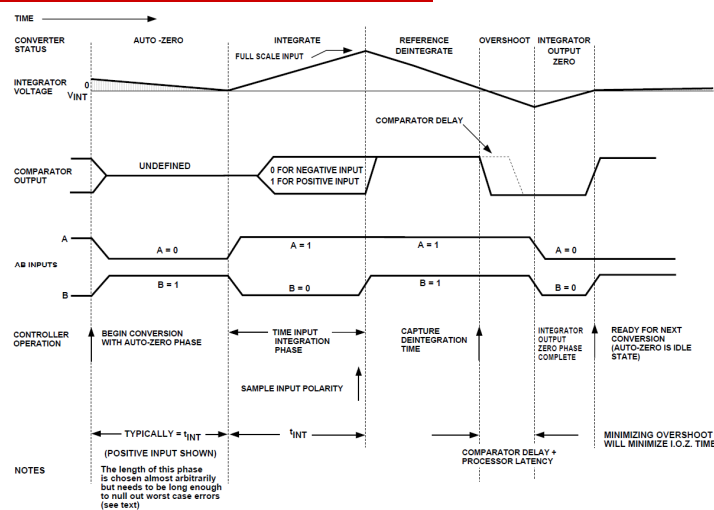 TIME
CONVERTER STATUS
AUTO -ZERO
INTEGRATE
REFERENCE DEINTEGRATE
OVERSHOOT
INTEGRATOR OUTPUT ZERO
FULL SCALE INPUT
INTEGRATOR VOLTAGE
0
VINT
COMPARATOR DELAY
COMPARATOR OUTPUT
UNDEFINED
0 FOR NEGATIVE INPUT
1 FOR POSITIVE INPUT
AB INPUTS
A
A = 0
A = 1
A = 1
A = 0
B
B = 1
B = 0
B = 1
B = 0
CONTROLLER OPERATION
BEGIN CONVERSION
WITH AUTO-ZERO PHASE
TIME INPUT
INTEGRATION
PHASE
CAPTURE
DEINTEGRATION
TIME
INTEGRATOR
OUTPUT
ZERO PHASE
COMPLETE
READY FOR NEXT
CONVERSION
(AUTO-ZERO IS IDLE
STATE)
SAMPLE INPUT POLARITY
TYPICALLY = tINT
tINT
MINIMIZING OVERSHOOT
WILL MINIMIZE I.O.Z. TIME
(POSITIVE INPUT SHOWN)
COMPARATOR DELAY +
PROCESSOR LATENCY
NOTES
The length of this phase
is chosen almost arbitrarily
but needs to be long enough
to null out worst case errors
(see text)